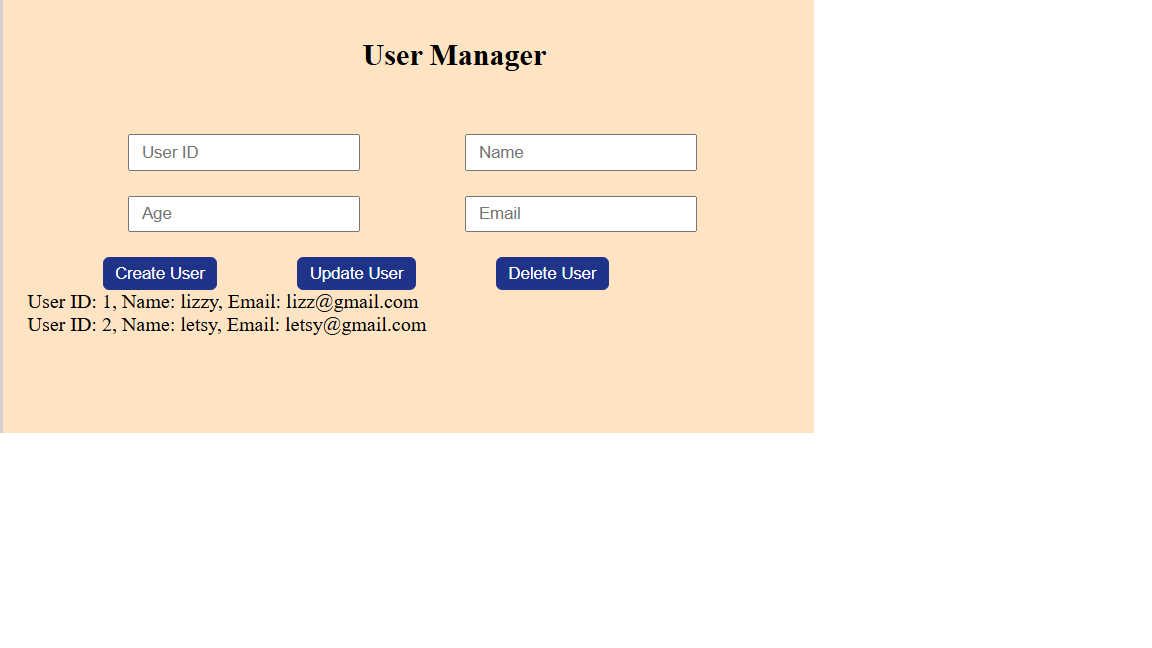 User Manager
User ID
Name
Age
Email
Create User
Update User
Delete User
User ID: 1, Name: lizzy, Email: lizz@gmail.com
User ID: 2, Name: letsy, Email: letsy@gmail.com